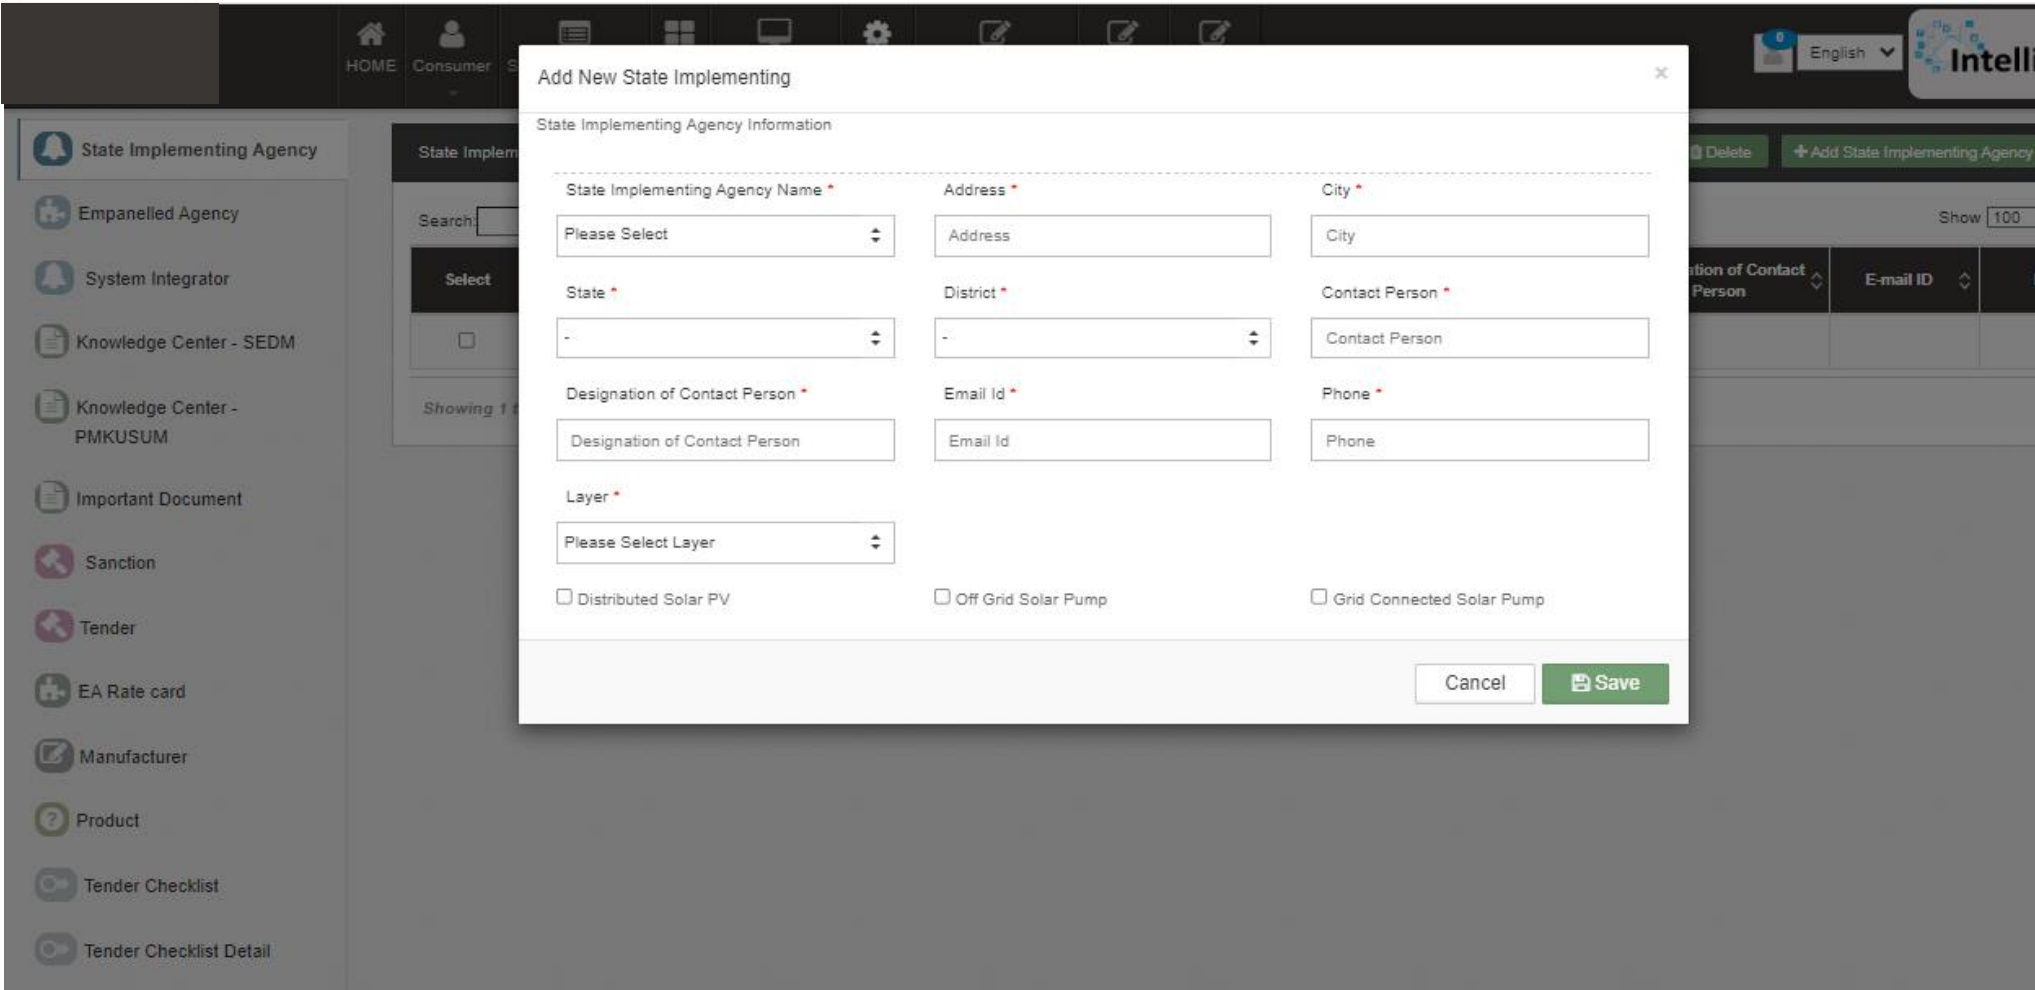 HOME Consumer
0
English
Intelli
Add New State Implementing ×
State Implementing Agency Information
State Implementing Agency
Empanelled Agency
System Integrator
Knowledge Center - SEDM
Knowledge Center -
PMKUSUM
Important Document
Sanction
Tender
EA Rate card
Manufacturer
Product
Tender Checklist
Tender Checklist Detail
State Implem
Delete
+Add State Implementing Agency
Search:
Show 100
Select
tion of Contact
Person
E-mail ID
Showing 1
State Implementing Agency Name * Address * City *
Please Select Address City
State * District * Contact Person *
- - Contact Person
Designation of Contact Person * Email Id * Phone *
Designation of Contact Person Email Id Phone
Layer *
Please Select Layer
Distributed Solar PV Off Grid Solar Pump Grid Connected Solar Pump
Cancel Save